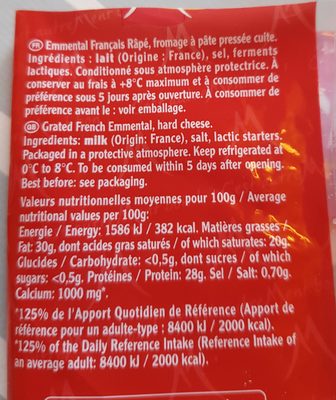 FR Emmental Français Râpé, fromage à pâte pressée cuite.
Ingrédients : lait (Origine : France), sel, ferments
lactiques. Conditionné sous atmosphère protectrice. À
conserver au frais à +8°C maximum et à consommer de
préférence sous 5 jours après ouverture. À consommer de
préférence avant le : voir emballage.
GB Grated French Emmental, hard cheese.
Ingredients: milk (Origin: France), salt, lactic starters.
Packaged in a protective atmosphere. Keep refrigerated at
0°C to 8°C. To be consumed within 5 days after opening.
Best before: see packaging.
Valeurs nutritionnelles moyennes pour 100g / Average
nutritional values per 100g:
Energie / Energy: 1586 kJ / 382 kcal. Matières grasses /
Fat: 30g, dont acides gras saturés / of which saturates: 20g.
Glucides / Carbohydrate: <0,5g, dont sucres / of which
sugars: <0,5g. Protéines / Protein: 28g. Sel / Salt: 0,70g.
Calcium: 1000 mg*.
*125% de l'Apport Quotidien de Référence (Apport de
référence pour un adulte-type : 8400 kJ / 2000 kcal).
*125% of the Daily Reference Intake (Reference Intake of
an average adult: 8400 kJ / 2000 kcal).